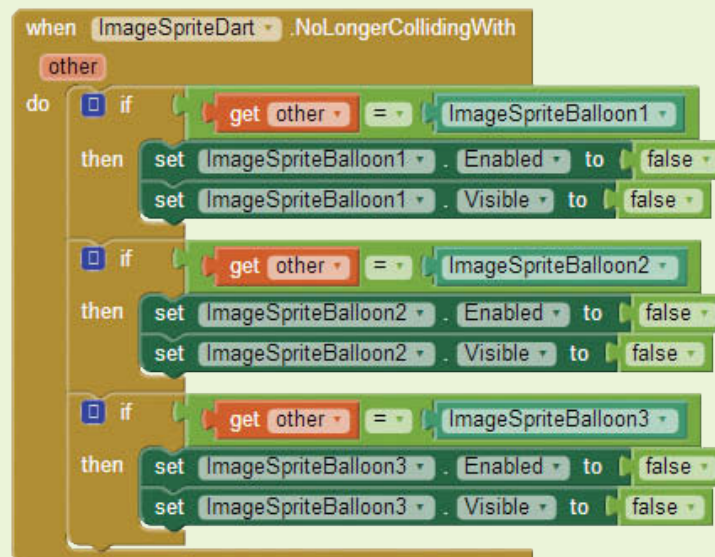 when ImageSpriteDart .NoLongerCollidingWith
other
do if get other = ImageSpriteBalloon1
then set ImageSpriteBalloon1 . Enabled to false
set ImageSpriteBalloon1 . Visible to false
if get other = ImageSpriteBalloon2
then set ImageSpriteBalloon2 . Enabled to false
set ImageSpriteBalloon2 . Visible to false
if get other = ImageSpriteBalloon3
then set ImageSpriteBalloon3 . Enabled to false
set ImageSpriteBalloon3 . Visible to false